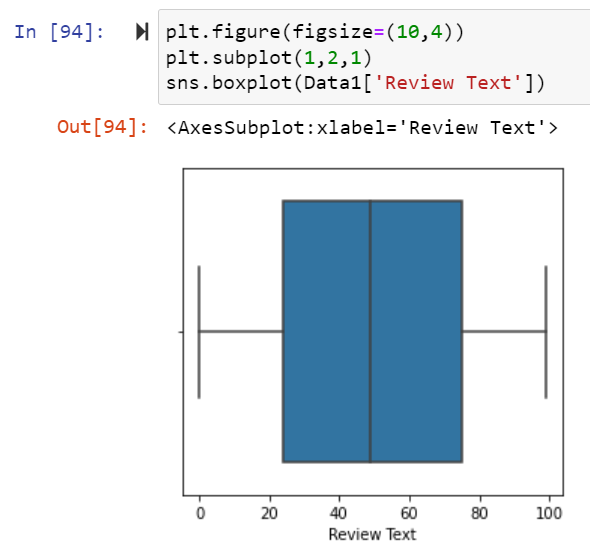 In [94]:
plt.figure(figsize=(10,4))
plt.subplot(1,2,1)
sns.boxplot(Data1['Review Text'])
Out[94]: <AxesSubplot:xlabel='Review Text'>
0 20 40 60 80 100
Review Text